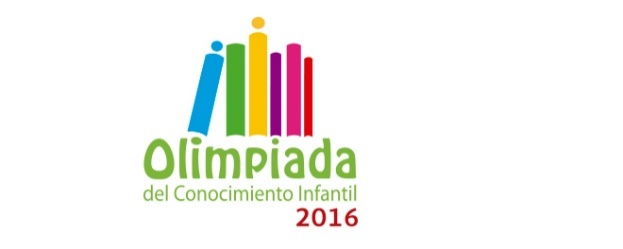 Olimpiada
del Conocimiento Infantil
2016